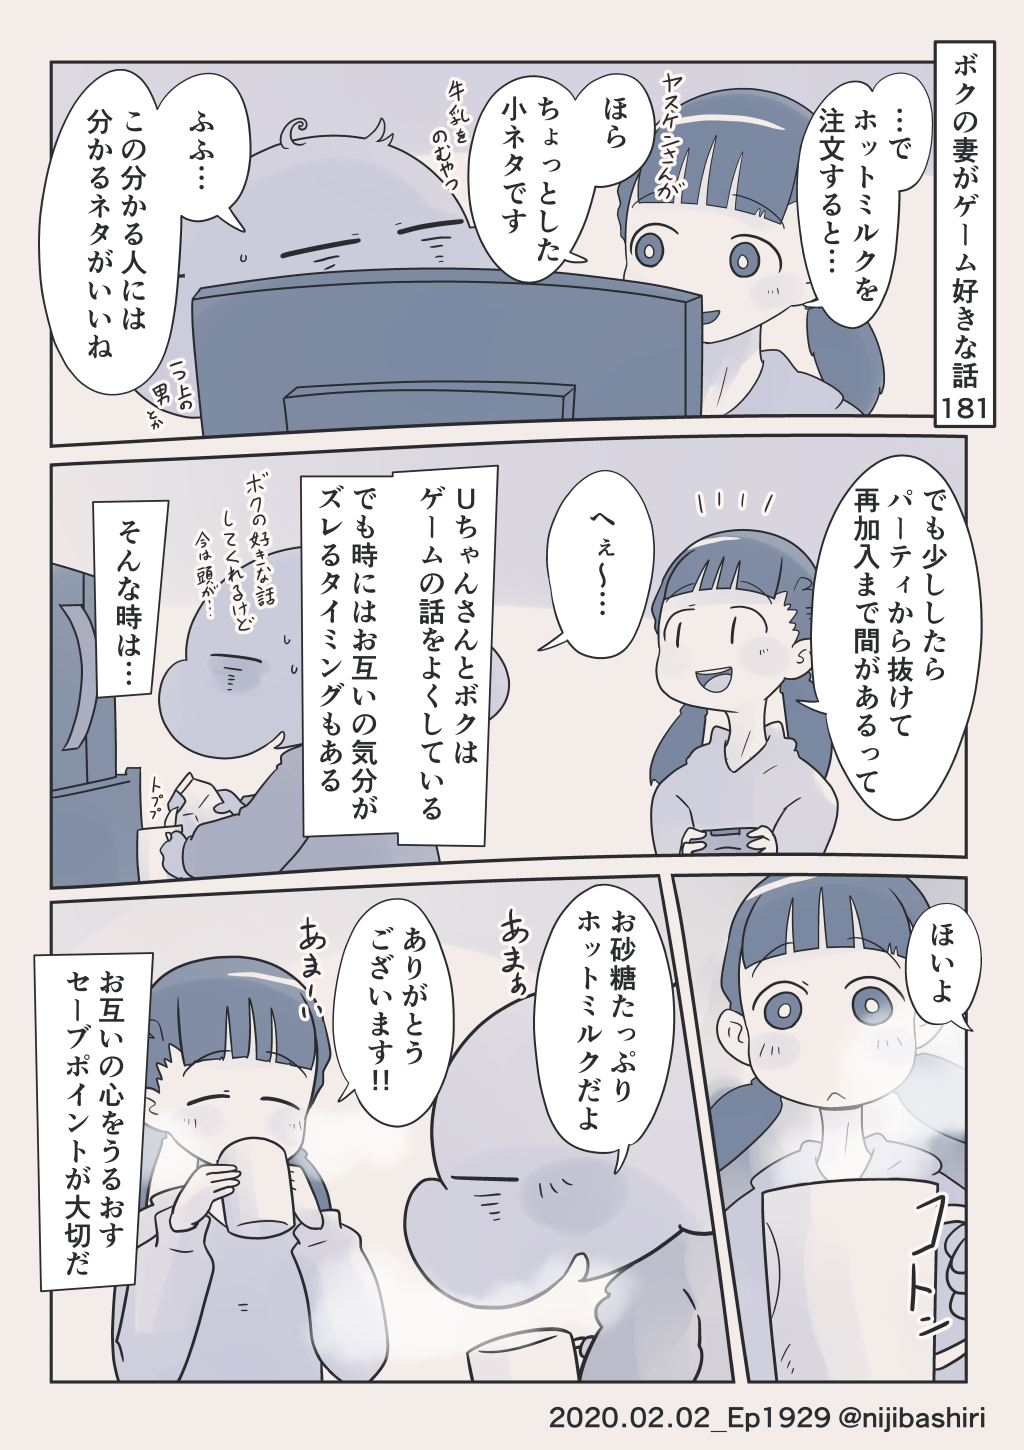 ボクの妻がゲーム好きな話
181
…で
ホットミルクを
注文すると…
ヤスケンさんが
牛乳を
のむやつ
ほら
ちょっとした
小ネタです
ふふ…
この分かる人には
分かるネタがいいね
一つ上の
男とか
でも少ししたら
パーティから抜けて
再加入まで間があるって
へぇ〜…
Uちゃんさんとボクは
ゲームの話をよくしている
でも時にはお互いの気分が
ズレるタイミングもある
ボクの好きな話
してくれるけど
今は頭が…
そんな時は…
トププ
ほいよ
コトン
お砂糖たっぷり
ホットミルクだよ
あまぁ
ありがとう
ございます!!
あまーい
お互いの心をうるおす
セーブポイントが大切だ
2020.02.02_Ep1929 @nijibashiri